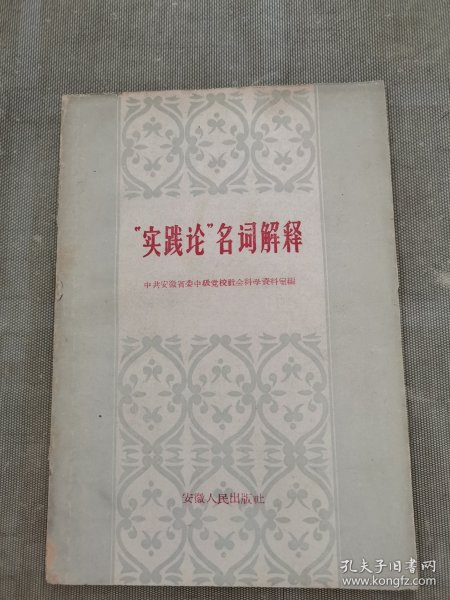 "实践论"名词解释
中共安徽省委中级党校社会科学资料室编
安徽人民出版社
孔夫子旧书网
www.kongfz.com